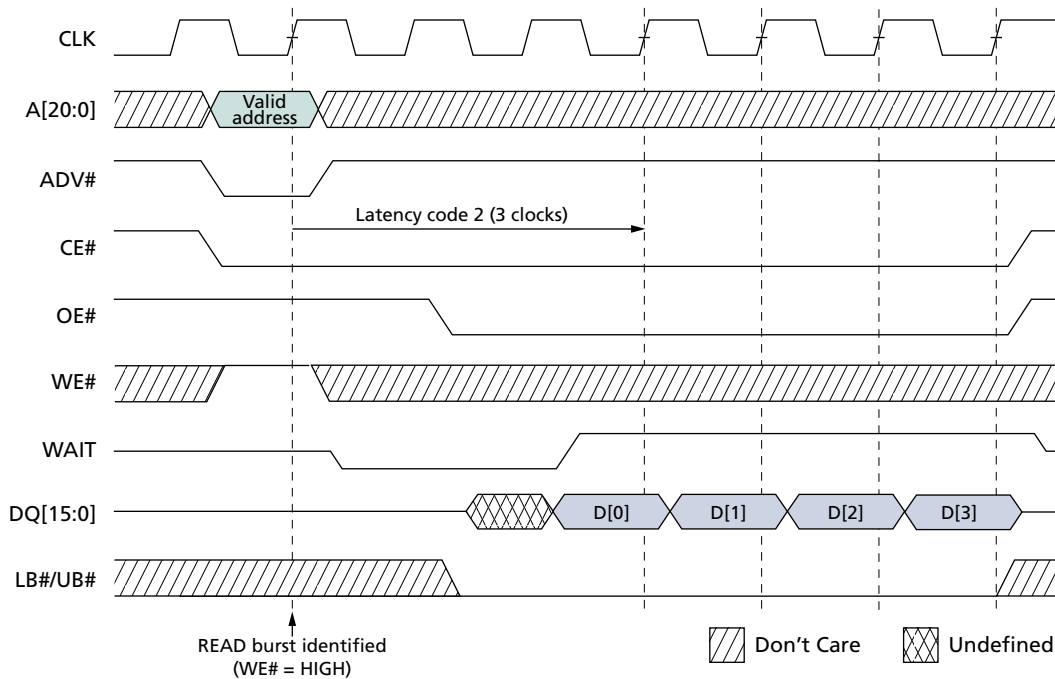 CLK
A[20:0]
Valid
address
ADV#
Latency code 2 (3 clocks)
CE#
OE#
WE#
WAIT
DQ[15:0]
D[0]
D[1]
D[2]
D[3]
LB#/UB#
READ burst identified
(WE# = HIGH)
Don't Care
Undefined